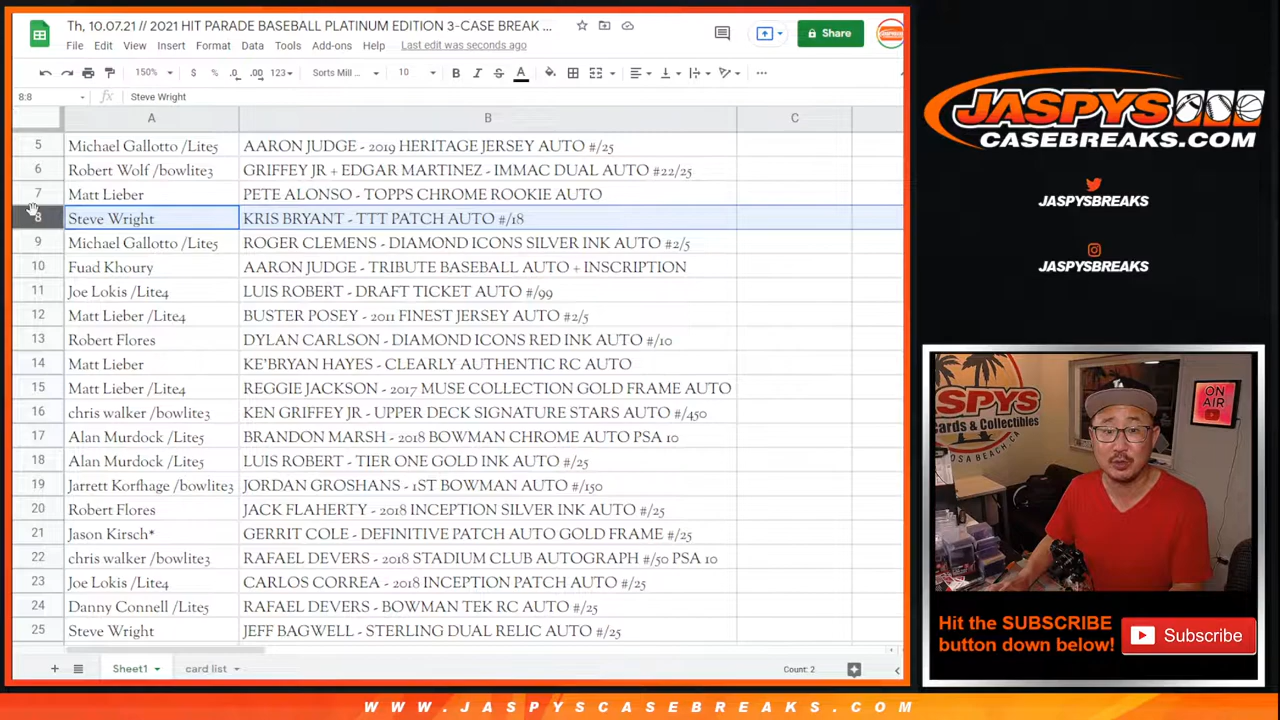 Th, 10.07.21 // 2021 HIT PARADE BASEBALL PLATINUM EDITION 3-CASE BREAK ...
File Edit View Insert Format Data Tools Add-ons Help Last edit was seconds ago
Share
150% $ % .0 .00 123 Sorts Mill ... 10 B I S A
8:8 fx Steve Wright
A B C
5 Michael Gallotto /Lite5 AARON JUDGE - 2019 HERITAGE JERSEY AUTO #/25
6 Robert Wolf /bowlite3 GRIFFEY JR + EDGAR MARTINEZ - IMMAC DUAL AUTO #22/25
7 Matt Lieber PETE ALONSO - TOPPS CHROME ROOKIE AUTO
8 Steve Wright KRIS BRYANT - TTT PATCH AUTO #/18
9 Michael Gallotto /Lite5 ROGER CLEMENS - DIAMOND ICONS SILVER INK AUTO #2/5
10 Fuad Khoury AARON JUDGE - TRIBUTE BASEBALL AUTO + INSCRIPTION
11 Joe Lokis /Lite4 LUIS ROBERT - DRAFT TICKET AUTO #/99
12 Matt Lieber /Lite4 BUSTER POSEY - 2011 FINEST JERSEY AUTO #2/5
13 Robert Flores DYLAN CARLSON - DIAMOND ICONS RED INK AUTO #/10
14 Matt Lieber KE'BRYAN HAYES - CLEARLY AUTHENTIC RC AUTO
15 Matt Lieber /Lite4 REGGIE JACKSON - 2017 MUSE COLLECTION GOLD FRAME AUTO
16 chris walker /bowlite3 KEN GRIFFEY JR - UPPER DECK SIGNATURE STARS AUTO #/450
17 Alan Murdock /Lite5 BRANDON MARSH - 2018 BOWMAN CHROME AUTO PSA 10
18 Alan Murdock /Lite5 LUIS ROBERT - TIER ONE GOLD INK AUTO #/25
19 Jarrett Korfhage /bowlite3 JORDAN GROSHANS - 1ST BOWMAN AUTO #/150
20 Robert Flores JACK FLAHERTY - 2018 INCEPTION SILVER INK AUTO #/25
21 Jason Kirsch* GERRIT COLE - DEFINITIVE PATCH AUTO GOLD FRAME #/25
22 chris walker /bowlite3 RAFAEL DEVERS - 2018 STADIUM CLUB AUTOGRAPH #/50 PSA 10
23 Joe Lokis /Lite4 CARLOS CORREA - 2018 INCEPTION PATCH AUTO #/25
24 Danny Connell /Lite5 RAFAEL DEVERS - BOWMAN TEK RC AUTO #/25
25 Steve Wright JEFF BAGWELL - STERLING DUAL RELIC AUTO #/25
Sheet1 card list Count: 2
JASPYS
CASEBREAKS.COM
JASPYSBREAKS
JASPYSBREAKS
JASPYS
Cards & Collectibles
ON AIR
Hit the SUBSCRIBE
button down below!
Subscribe
WWW.JASPYSCASEBREAKS.COM